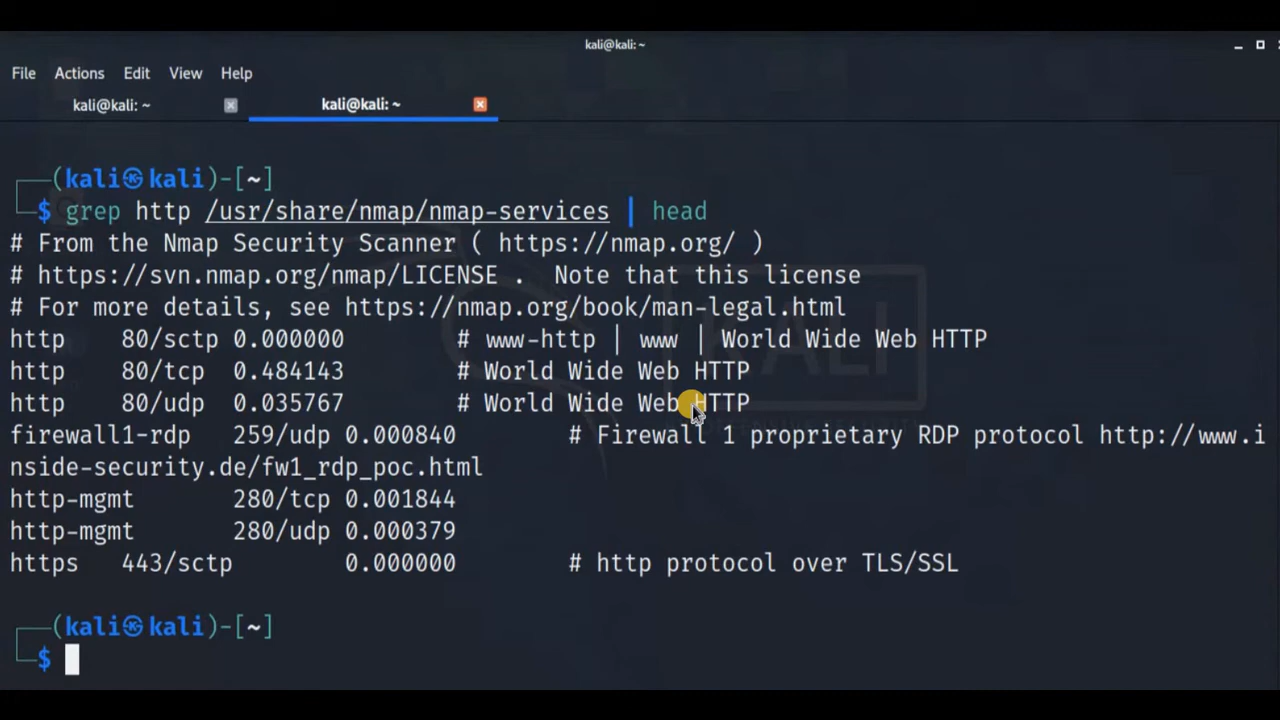 kali@kali: ~
File Actions Edit View Help
kali@kali: ~ kali@kali: ~
(kali㉿kali)-[~]
$ grep http /usr/share/nmap/nmap-services | head
# From the Nmap Security Scanner ( https://nmap.org/ )
# https://svn.nmap.org/nmap/LICENSE .  Note that this license
# For more details, see https://nmap.org/book/man-legal.html
http    80/sctp 0.000000        # www-http | www | World Wide Web HTTP
http    80/tcp  0.484143        # World Wide Web HTTP
http    80/udp  0.035767        # World Wide Web HTTP
firewall1-rdp   259/udp 0.000840        # Firewall 1 proprietary RDP protocol http://www.i
nside-security.de/fw1_rdp_poc.html
http-mgmt       280/tcp 0.001844
http-mgmt       280/udp 0.000379
https   443/sctp        0.000000        # http protocol over TLS/SSL
(kali㉿kali)-[~]
$
KALI